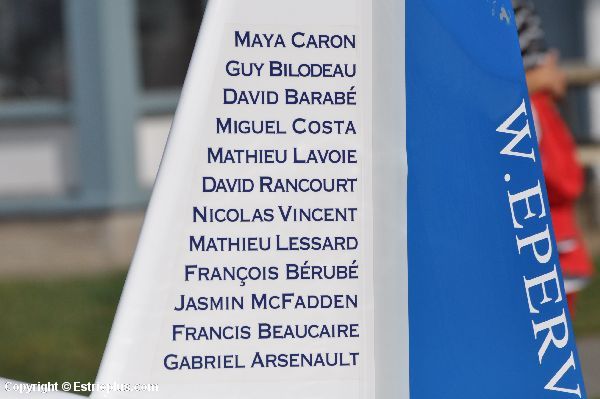 MAYA CARON
GUY BILODEAU
DAVID BARABÉ
MIGUEL COSTA
MATHIEU LAVOIE
DAVID RANCOURT
NICOLAS VINCENT
MATHIEU LESSARD
FRANÇOIS BÉRUBÉ
JASMIN MCFADDEN
FRANCIS BEAUCAIRE
GABRIEL ARSENAULT
W.EPERV
Copyright © Estreplus.com